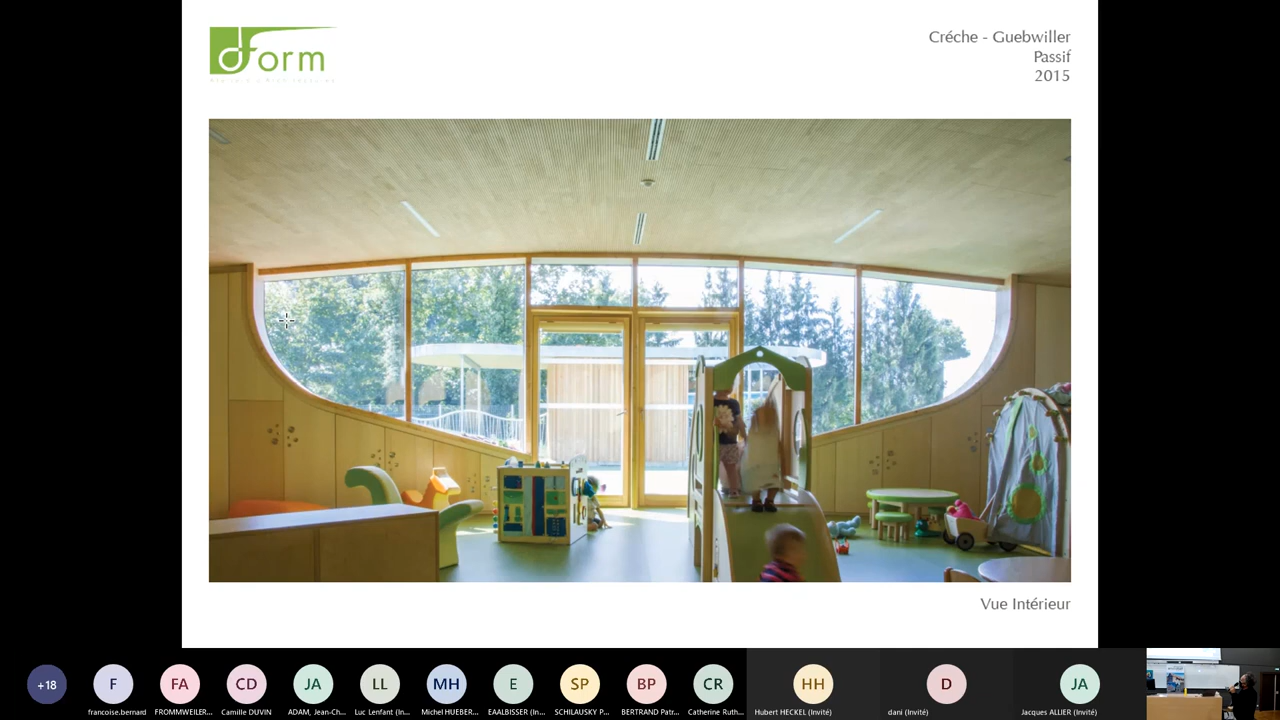 dform
Créche - Guebwiller
Passif
2015
Vue Intérieur
+18
F
FA
CD
JA
LL
MH
E
SP
BP
CR
HH
D
JA
francoise.bernard
FROMMWEILER...
Camille DUVIN
ADAM, Jean-Ch...
Luc Lenfant (In...
Michel HUEBER...
EAALBISSER (In...
SCHILAUSKY P...
BERTRAND Patr...
Catherine Ruth...
Hubert HECKEL (Invité)
dani (Invité)
Jacques ALLIER (Invité)